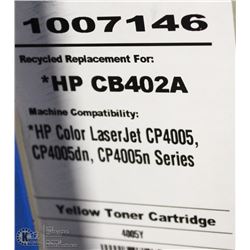 1007146
Recycled Replacement For:
*HP CB402A
Machine Compatibility:
*HP Color LaserJet CP4005,
CP4005dn, CP4005n Series
Yellow Toner Cartridge
4005Y